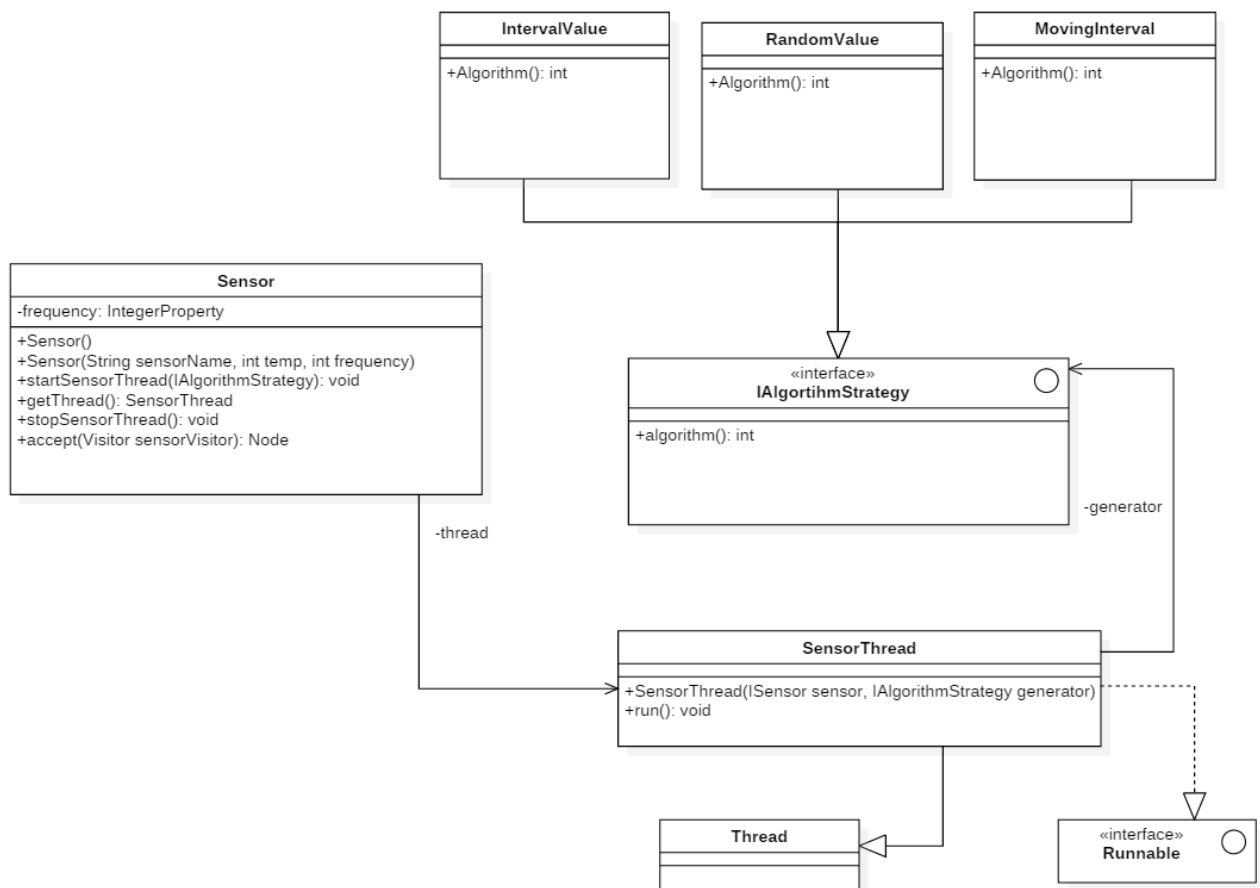 IntervalValue
+Algorithm(): int
RandomValue
+Algorithm(): int
MovingInterval
+Algorithm(): int
Sensor
-frequency: IntegerProperty
+Sensor()
+Sensor(String sensorName, int temp, int frequency)
+startSensorThread(IAlgorithmStrategy): void
+getThread(): SensorThread
+stopSensorThread(): void
+accept(Visitor sensorVisitor): Node
«interface»
IAlgortihmStrategy
+algorithm(): int
-generator
-thread
SensorThread
+SensorThread(ISensor sensor, IAlgorithmStrategy generator)
+run(): void
Thread
«interface»
Runnable